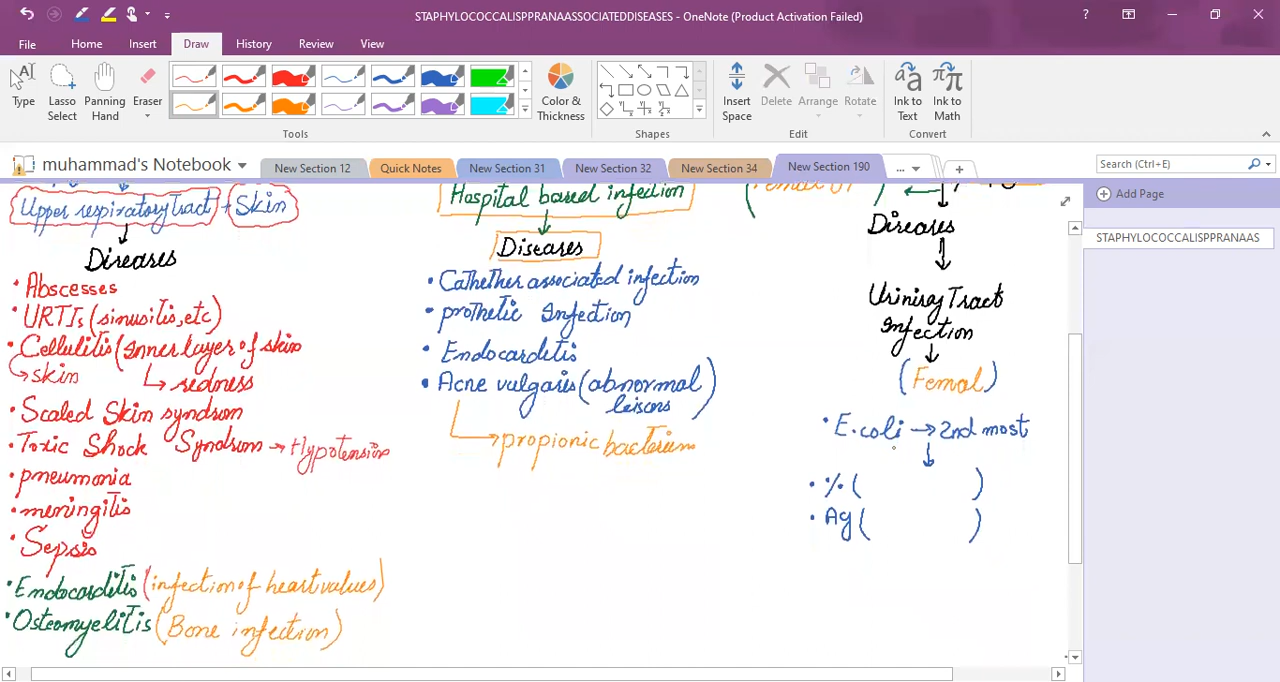 STAPHYLOCOCCALISPPRANAASSOCIATEDDISEASES - OneNote (Product Activation Failed)
File Home Insert Draw History Review View
Type
Lasso Select
Panning Hand
Eraser
Color & Thickness
Insert Space
Delete
Arrange
Rotate
Ink to Text
Ink to Math
Tools
Shapes
Edit
Convert
muhammad's Notebook
New Section 12
Quick Notes
New Section 31
New Section 32
New Section 34
New Section 190
...
Search (Ctrl+E)
Add Page
STAPHYLOCOCCALISPPRANAS
Upper respiratory Tract + Skin
Direases
• Abscesses
• URTIs (sinusitis, etc)
• Cellulitis (Inner layer of skin
skin
redness
• Scaled Skin syndrom
• Toxic Shock Syndrom → Hypotension
• pneumonia
• meningitis
• Sepsis
• Endocarditis (infection of heart values)
• Osteomyelitis (Bone infection)
Hospital based infection
Diseases
• Cathether associated infection
• prothetic Infection
• Endocarditis
• Acne vulgaris (abnormal
leisons)
propionic bacterium
Direases
Urining Tract
Infection
(Femal)
• E.coli → 2nd most
• % ( )
• Ag ( )